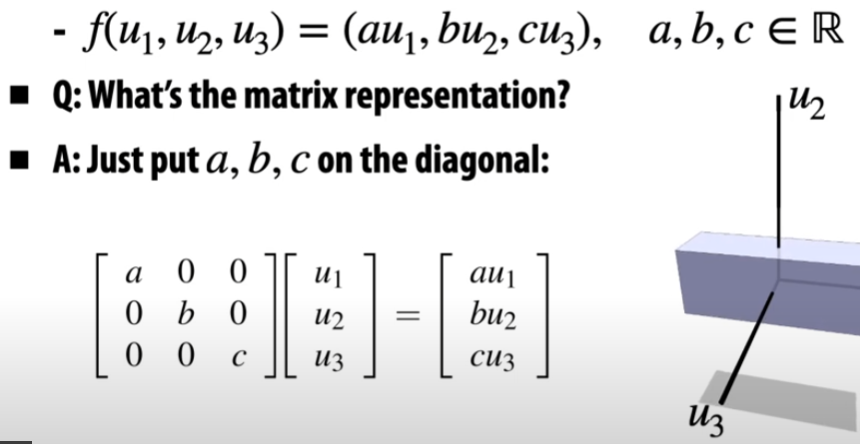 - f(u₁, u₂, u₃) = (au₁, bu₂, cu₃), a, b, c ∈ ℝ
■ Q: What's the matrix representation?
■ A: Just put a, b, c on the diagonal:
u₂
[ a 0 0 ] [ u₁ ] = [ au₁ ]
[ 0 b 0 ] [ u₂ ] = [ bu₂ ]
[ 0 0 c ] [ u₃ ] = [ cu₃ ]
u₃